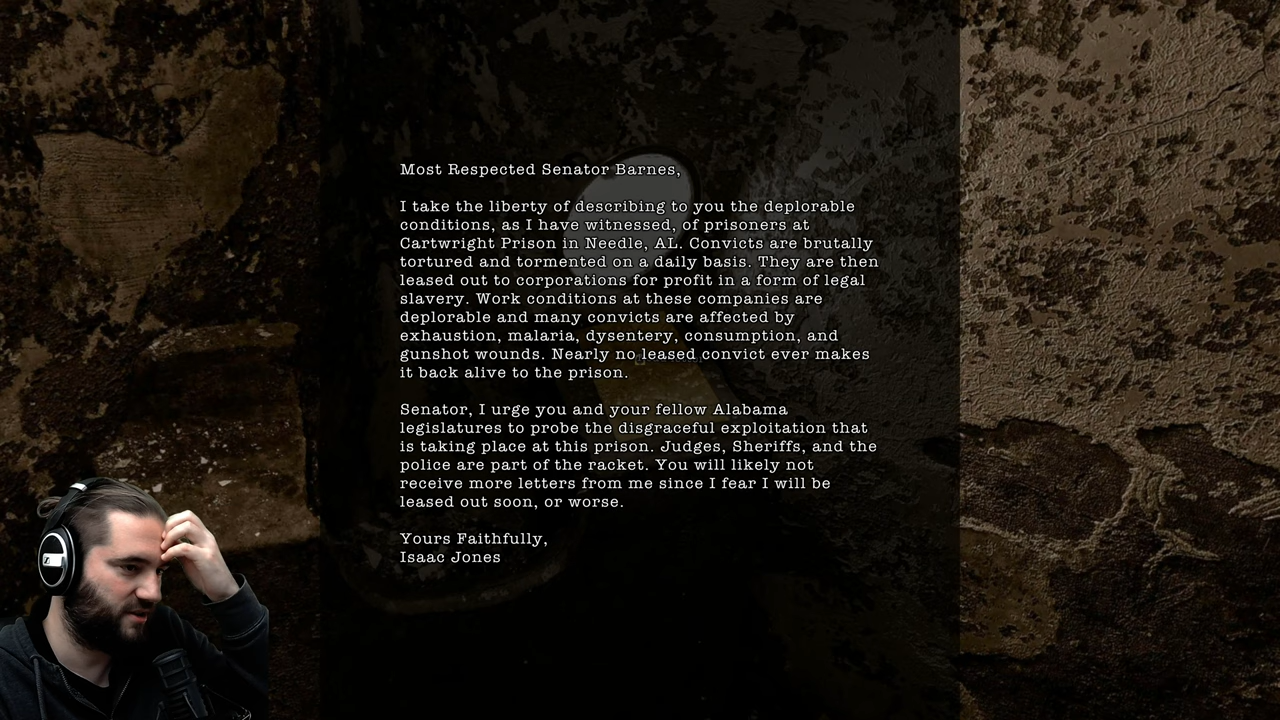 Most Respected Senator Barnes,
I take the liberty of describing to you the deplorable
conditions, as I have witnessed, of prisoners at
Cartwright Prison in Needle, AL. Convicts are brutally
tortured and tormented on a daily basis. They are then
leased out to corporations for profit in a form of legal
slavery. Work conditions at these companies are
deplorable and many convicts are affected by
exhaustion, malaria, dysentery, consumption, and
gunshot wounds. Nearly no leased convict ever makes
it back alive to the prison.
Senator, I urge you and your fellow Alabama
legislatures to probe the disgraceful exploitation that
is taking place at this prison. Judges, Sheriffs, and the
police are part of the racket. You will likely not
receive more letters from me since I fear I will be
leased out soon, or worse.
Yours Faithfully,
Isaac Jones